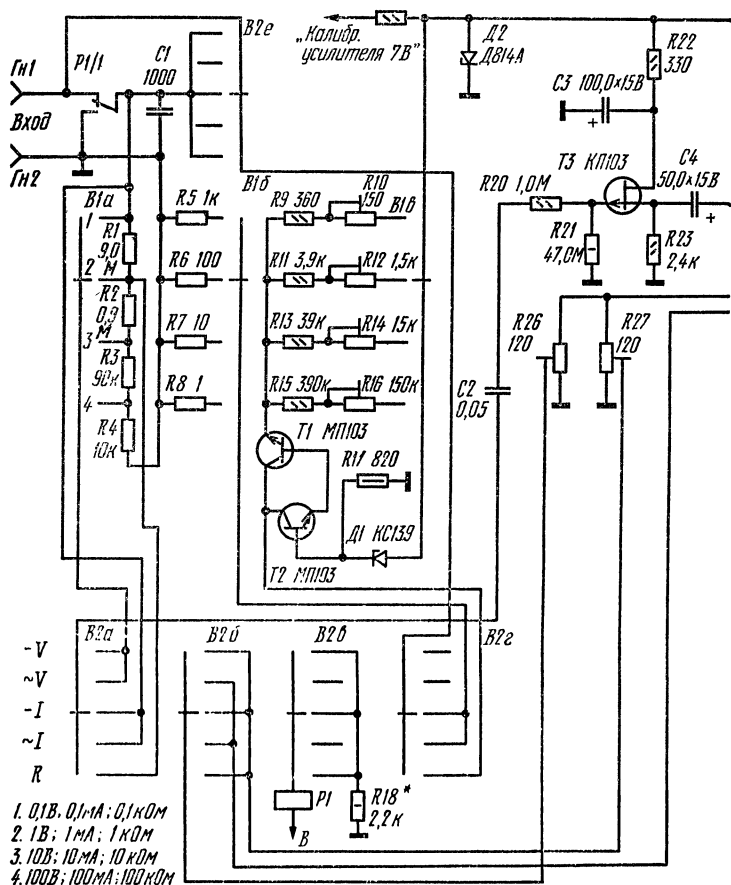 В2е
„Калибр.
усилителя 7В"
Д2
Д814А
R22
330
Гн1
Р1/1
С1
1000
С3 100,0×15В
+
Вход
Гн2
Т3 КП103
С4
50,0×15В
+
R20 1,0М
R21
47,0М
R23
2,4к
В1а
R5 1к
В1б
R9 360
R10
150
В1в
1
R1
9,0
М
2
R6 100
R11 3,9к
R12 1,5к
R2
0,9
М
3
R7 10
R13 39к
R14 15к
R26
120
R27
120
R3
90к
4
R8 1
R15 390к
R16 150к
С2
0,05
R4
10к
Т1 МП103
R17 820
Д1 КС139
Т2 МП103
В2а
В2б
В2в
В2г
-V
~V
-I
~I
R
Р1
В
R18*
2,2к
1. 0,1В; 0,1мА; 0,1кОм
2. 1В; 1мА; 1кОм
3. 10В; 10мА; 10кОм
4. 100В; 100мА; 100кОм